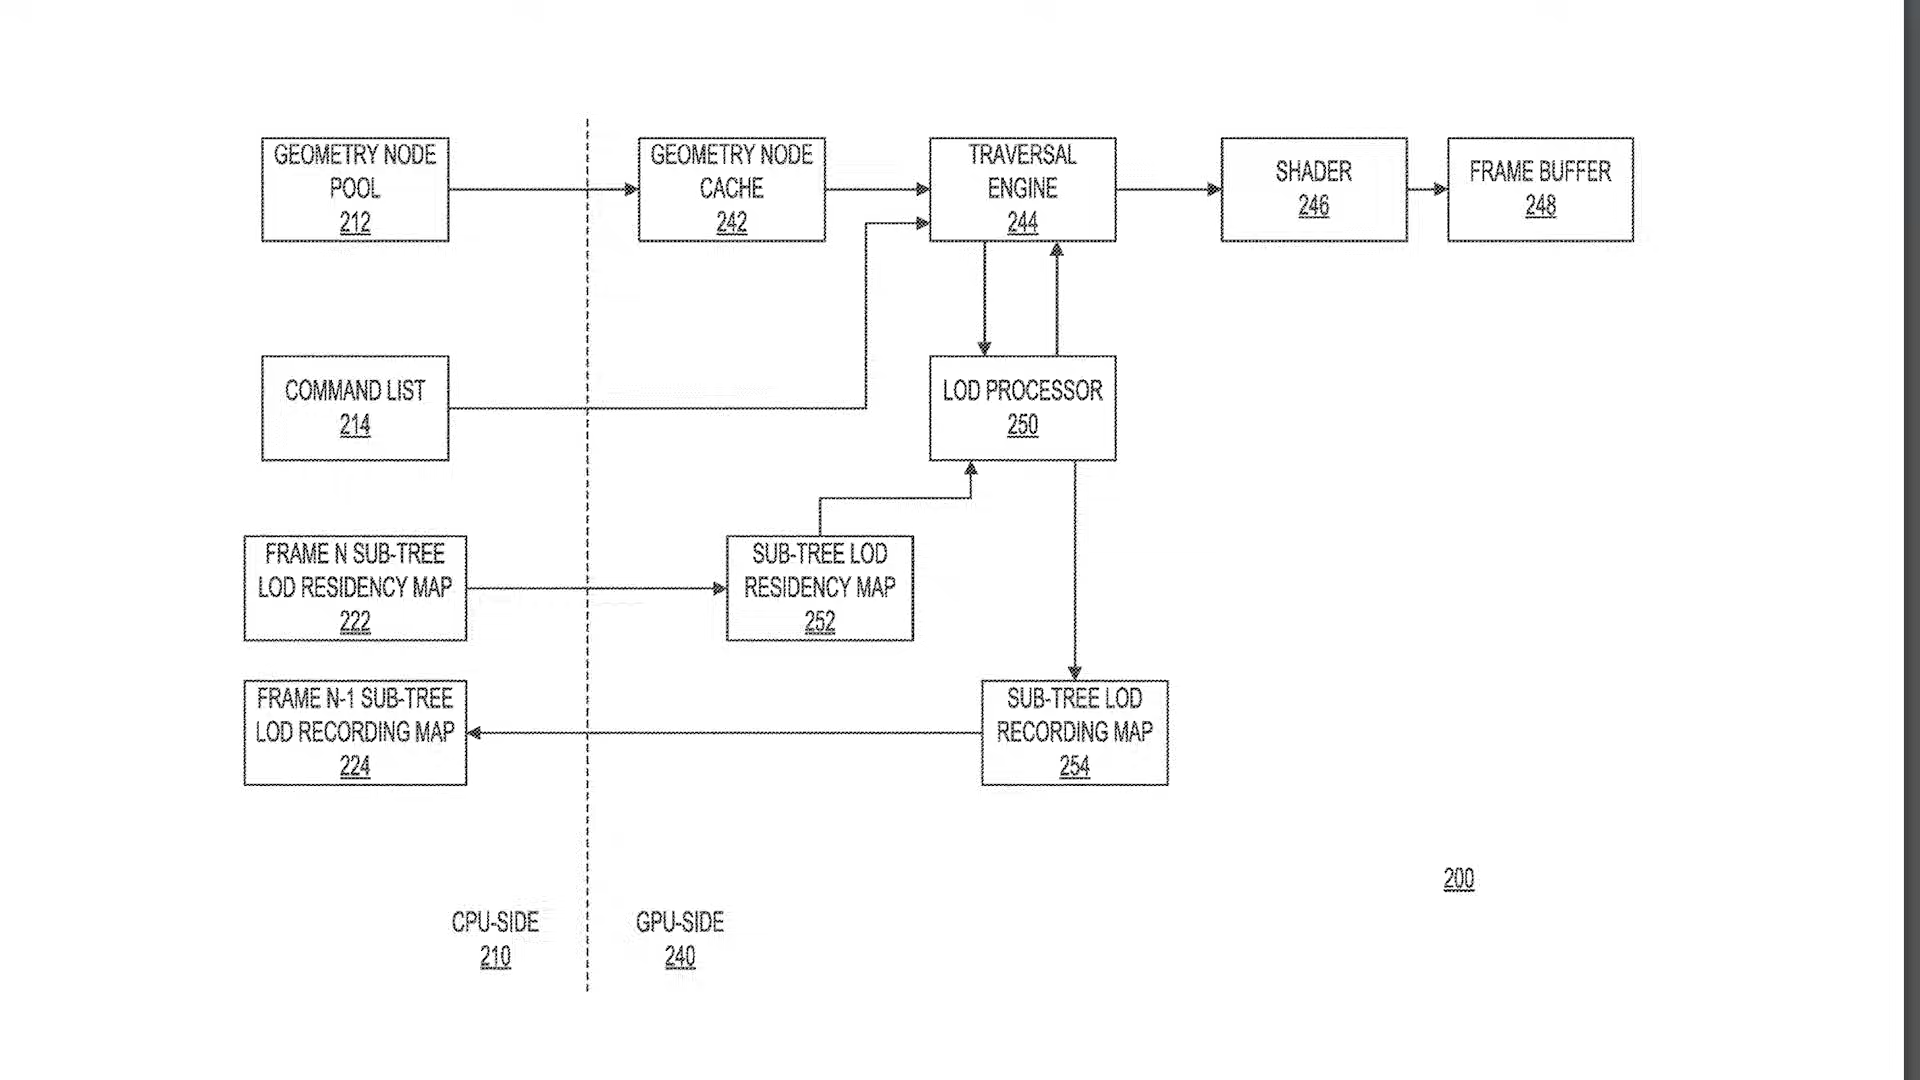 GEOMETRY NODE
POOL
212
GEOMETRY NODE
CACHE
242
TRAVERSAL
ENGINE
244
SHADER
246
FRAME BUFFER
248
COMMAND LIST
214
LOD PROCESSOR
250
FRAME N SUB-TREE
LOD RESIDENCY MAP
222
SUB-TREE LOD
RESIDENCY MAP
252
FRAME N-1 SUB-TREE
LOD RECORDING MAP
224
SUB-TREE LOD
RECORDING MAP
254
200
CPU-SIDE
210
GPU-SIDE
240